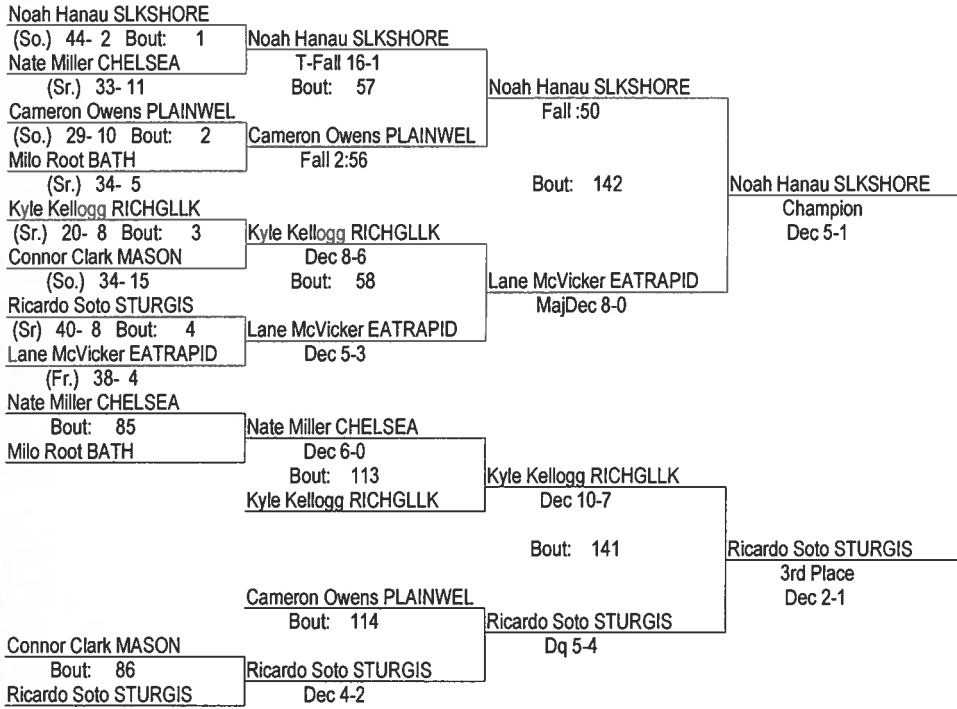 Noah Hanau SLKSHORE
(So.) 44- 2 Bout: 1
Nate Miller CHELSEA
(Sr.) 33- 11
Cameron Owens PLAINWEL
(So.) 29- 10 Bout: 2
Milo Root BATH
(Sr.) 34- 5
Kyle Kellogg RICHGLLK
(Sr.) 20- 8 Bout: 3
Connor Clark MASON
(So.) 34- 15
Ricardo Soto STURGIS
(Sr) 40- 8 Bout: 4
Lane McVicker EATRAPID
(Fr.) 38- 4
Noah Hanau SLKSHORE
T-Fall 16-1
Bout: 57
Cameron Owens PLAINWEL
Fall 2:56
Kyle Kellogg RICHGLLK
Dec 8-6
Bout: 58
Lane McVicker EATRAPID
Dec 5-3
Noah Hanau SLKSHORE
Fall :50
Bout: 142
Lane McVicker EATRAPID
MajDec 8-0
Noah Hanau SLKSHORE
Champion
Dec 5-1
Nate Miller CHELSEA
Bout: 85
Milo Root BATH
Nate Miller CHELSEA
Dec 6-0
Bout: 113
Kyle Kellogg RICHGLLK
Kyle Kellogg RICHGLLK
Dec 10-7
Bout: 141
Cameron Owens PLAINWEL
Bout: 114
Connor Clark MASON
Bout: 86
Ricardo Soto STURGIS
Ricardo Soto STURGIS
Dec 4-2
Ricardo Soto STURGIS
Dq 5-4
Ricardo Soto STURGIS
3rd Place
Dec 2-1